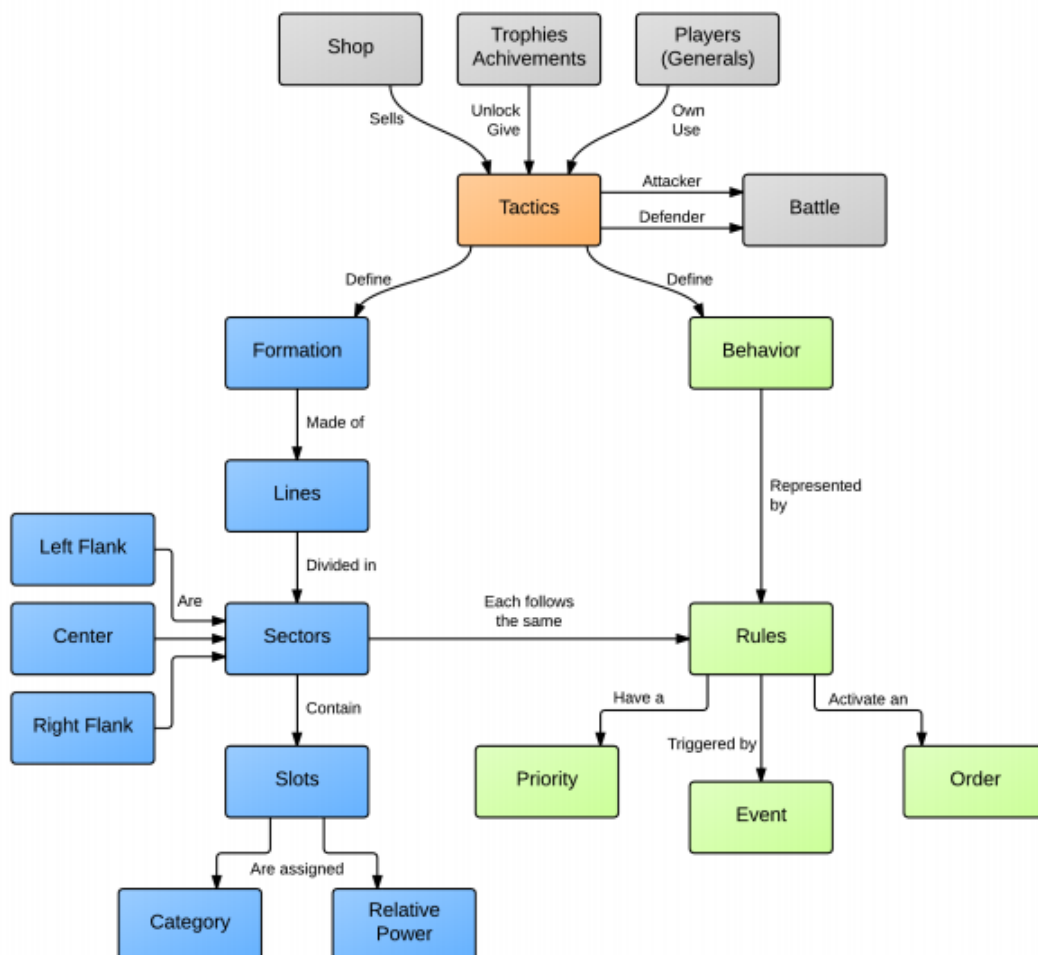 Shop
Trophies
Achivements
Players
(Generals)
Sells
Unlock
Give
Own
Use
Tactics
Attacker
Defender
Battle
Define
Define
Formation
Behavior
Made of
Lines
Represented
by
Left Flank
Divided in
Are
Each follows
the same
Center
Sectors
Rules
Right Flank
Contain
Have a
Triggered by
Activate an
Slots
Priority
Event
Order
Are assigned
Category
Relative
Power